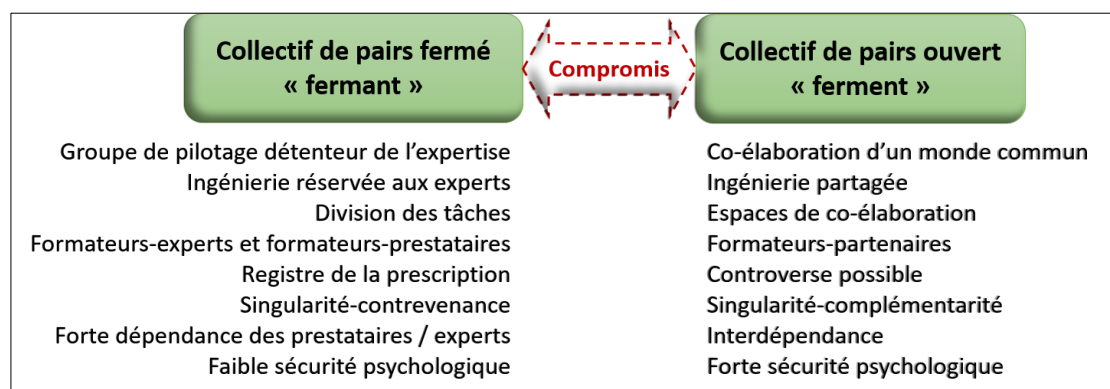 Collectif de pairs fermé
« fermant »
Compromis
Collectif de pairs ouvert
« ferment »
Groupe de pilotage détenteur de l’expertise
Ingénierie réservée aux experts
Division des tâches
Formateurs-experts et formateurs-prestataires
Registre de la prescription
Singularité-contrevenance
Forte dépendance des prestataires / experts
Faible sécurité psychologique
Co-élaboration d’un monde commun
Ingénierie partagée
Espaces de co-élaboration
Formateurs-partenaires
Controverse possible
Singularité-complémentarité
Interdépendance
Forte sécurité psychologique